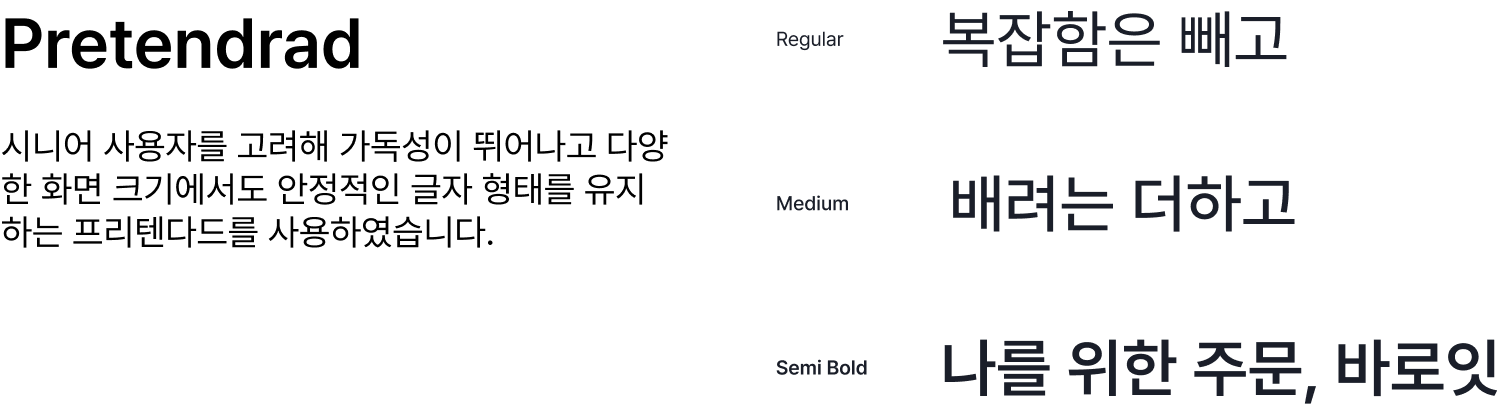 Pretendrad
시니어 사용자를 고려해 가독성이 뛰어나고 다양
한 화면 크기에서도 안정적인 글자 형태를 유지
하는 프리텐다드를 사용하였습니다.
Regular 복잡함은 빼고
Medium 배려는 더하고
Semi Bold 나를 위한 주문, 바로잇